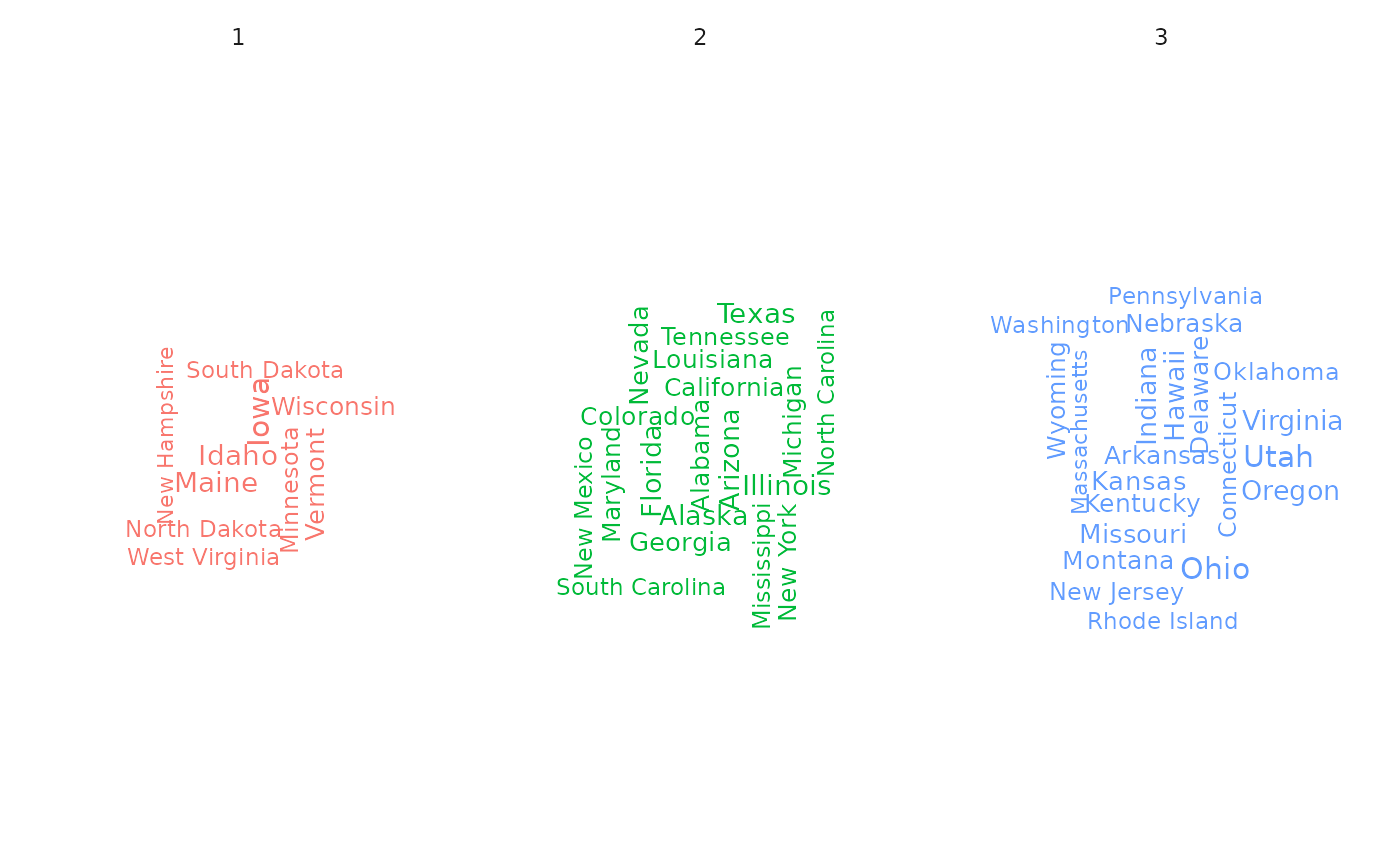 1
New Hampshire
South Dakota
Iowa
Wisconsin
Idaho
Maine
Minnesota
Vermont
North Dakota
West Virginia
2
Nevada
Texas
North Carolina
Tennessee
Louisiana
California
Michigan
Colorado
Alabama
Arizona
Florida
Maryland
New Mexico
Illinois
Alaska
Georgia
Mississippi
New York
South Carolina
3
Pennsylvania
Washington
Nebraska
Wyoming
Massachusetts
Indiana
Hawaii
Delaware
Oklahoma
Connecticut
Virginia
Arkansas
Utah
Kansas
Oregon
Kentucky
Missouri
Montana
Ohio
New Jersey
Rhode Island